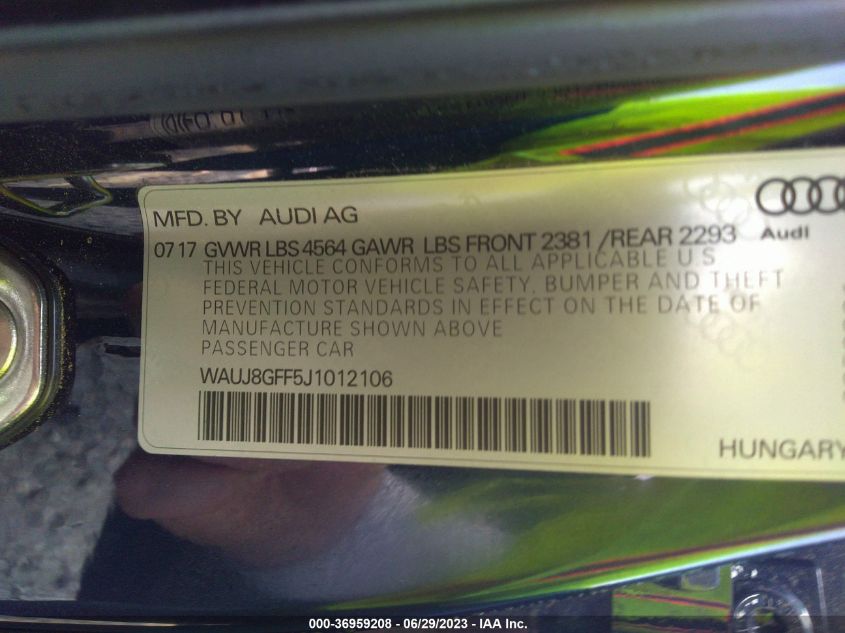 MFD. BY AUDI AG
Audi
07 17 GVWR LBS 4564 GAWR LBS FRONT 2381 /REAR 2293
THIS VEHICLE CONFORMS TO ALL APPLICABLE U S
FEDERAL MOTOR VEHICLE SAFETY, BUMPER AND THEFT
PREVENTION STANDARDS IN EFFECT ON THE DATE OF
MANUFACTURE SHOWN ABOVE
PASSENGER CAR
WAUJ8GFF5J1012106
HUNGARY
000-36959208 - 06/29/2023 - IAA Inc.